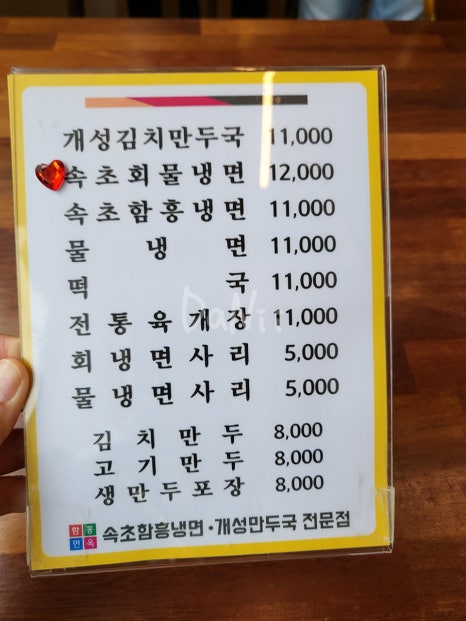 개성김치만두국 11,000
속초회물냉면 12,000
속초함흥냉면 11,000
물냉면 11,000
떡국 11,000
전통육개장 11,000
회냉면사리 5,000
물냉면사리 5,000
김치만두 8,000
고기만두 8,000
생만두포장 8,000
함흥면옥 속초함흥냉면·개성만두국 전문점